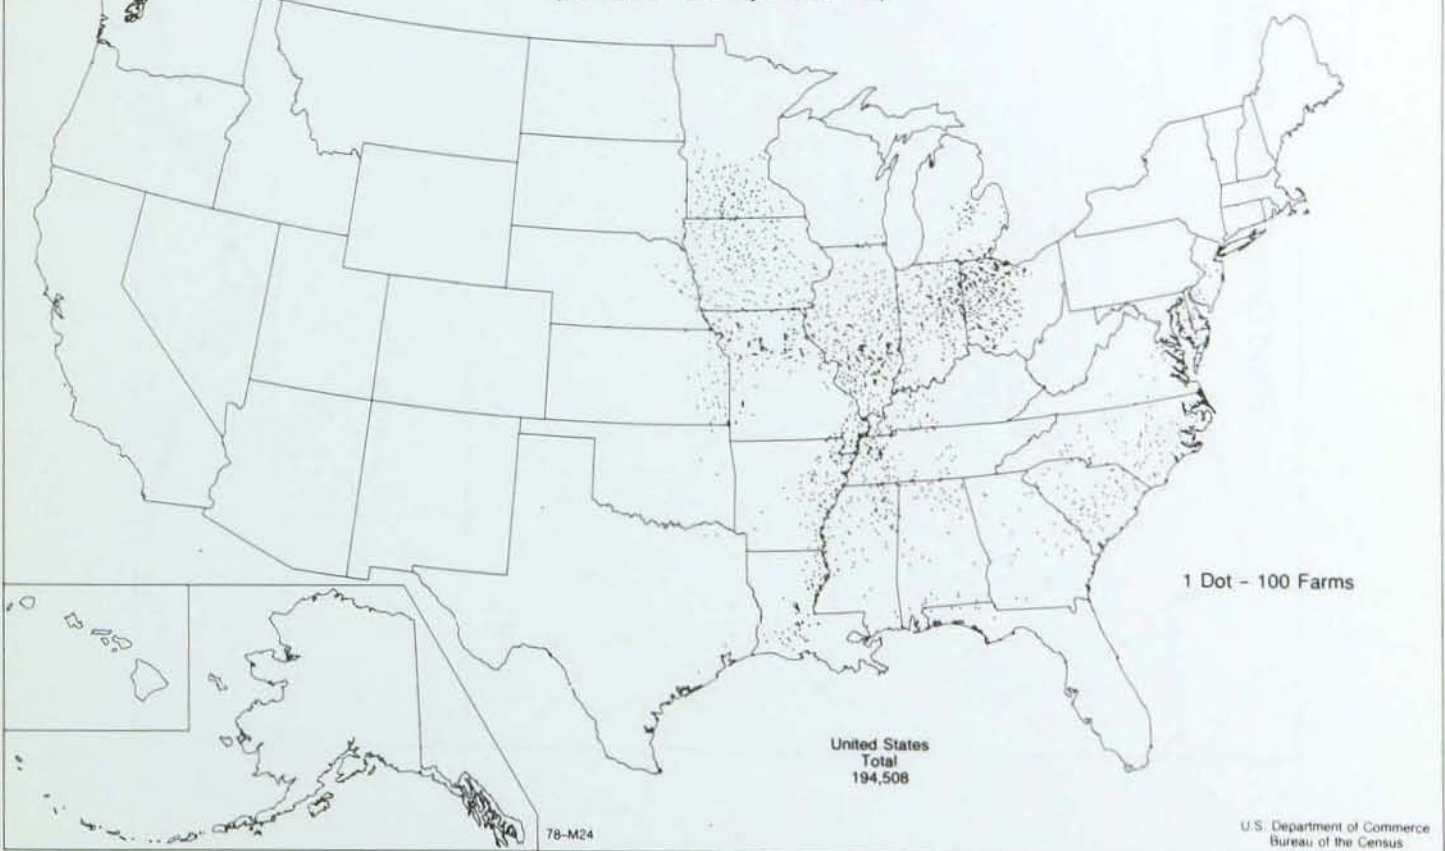 1 Dot - 100 Farms
United States
Total
194,508
78-M24
U.S. Department of Commerce
Bureau of the Census